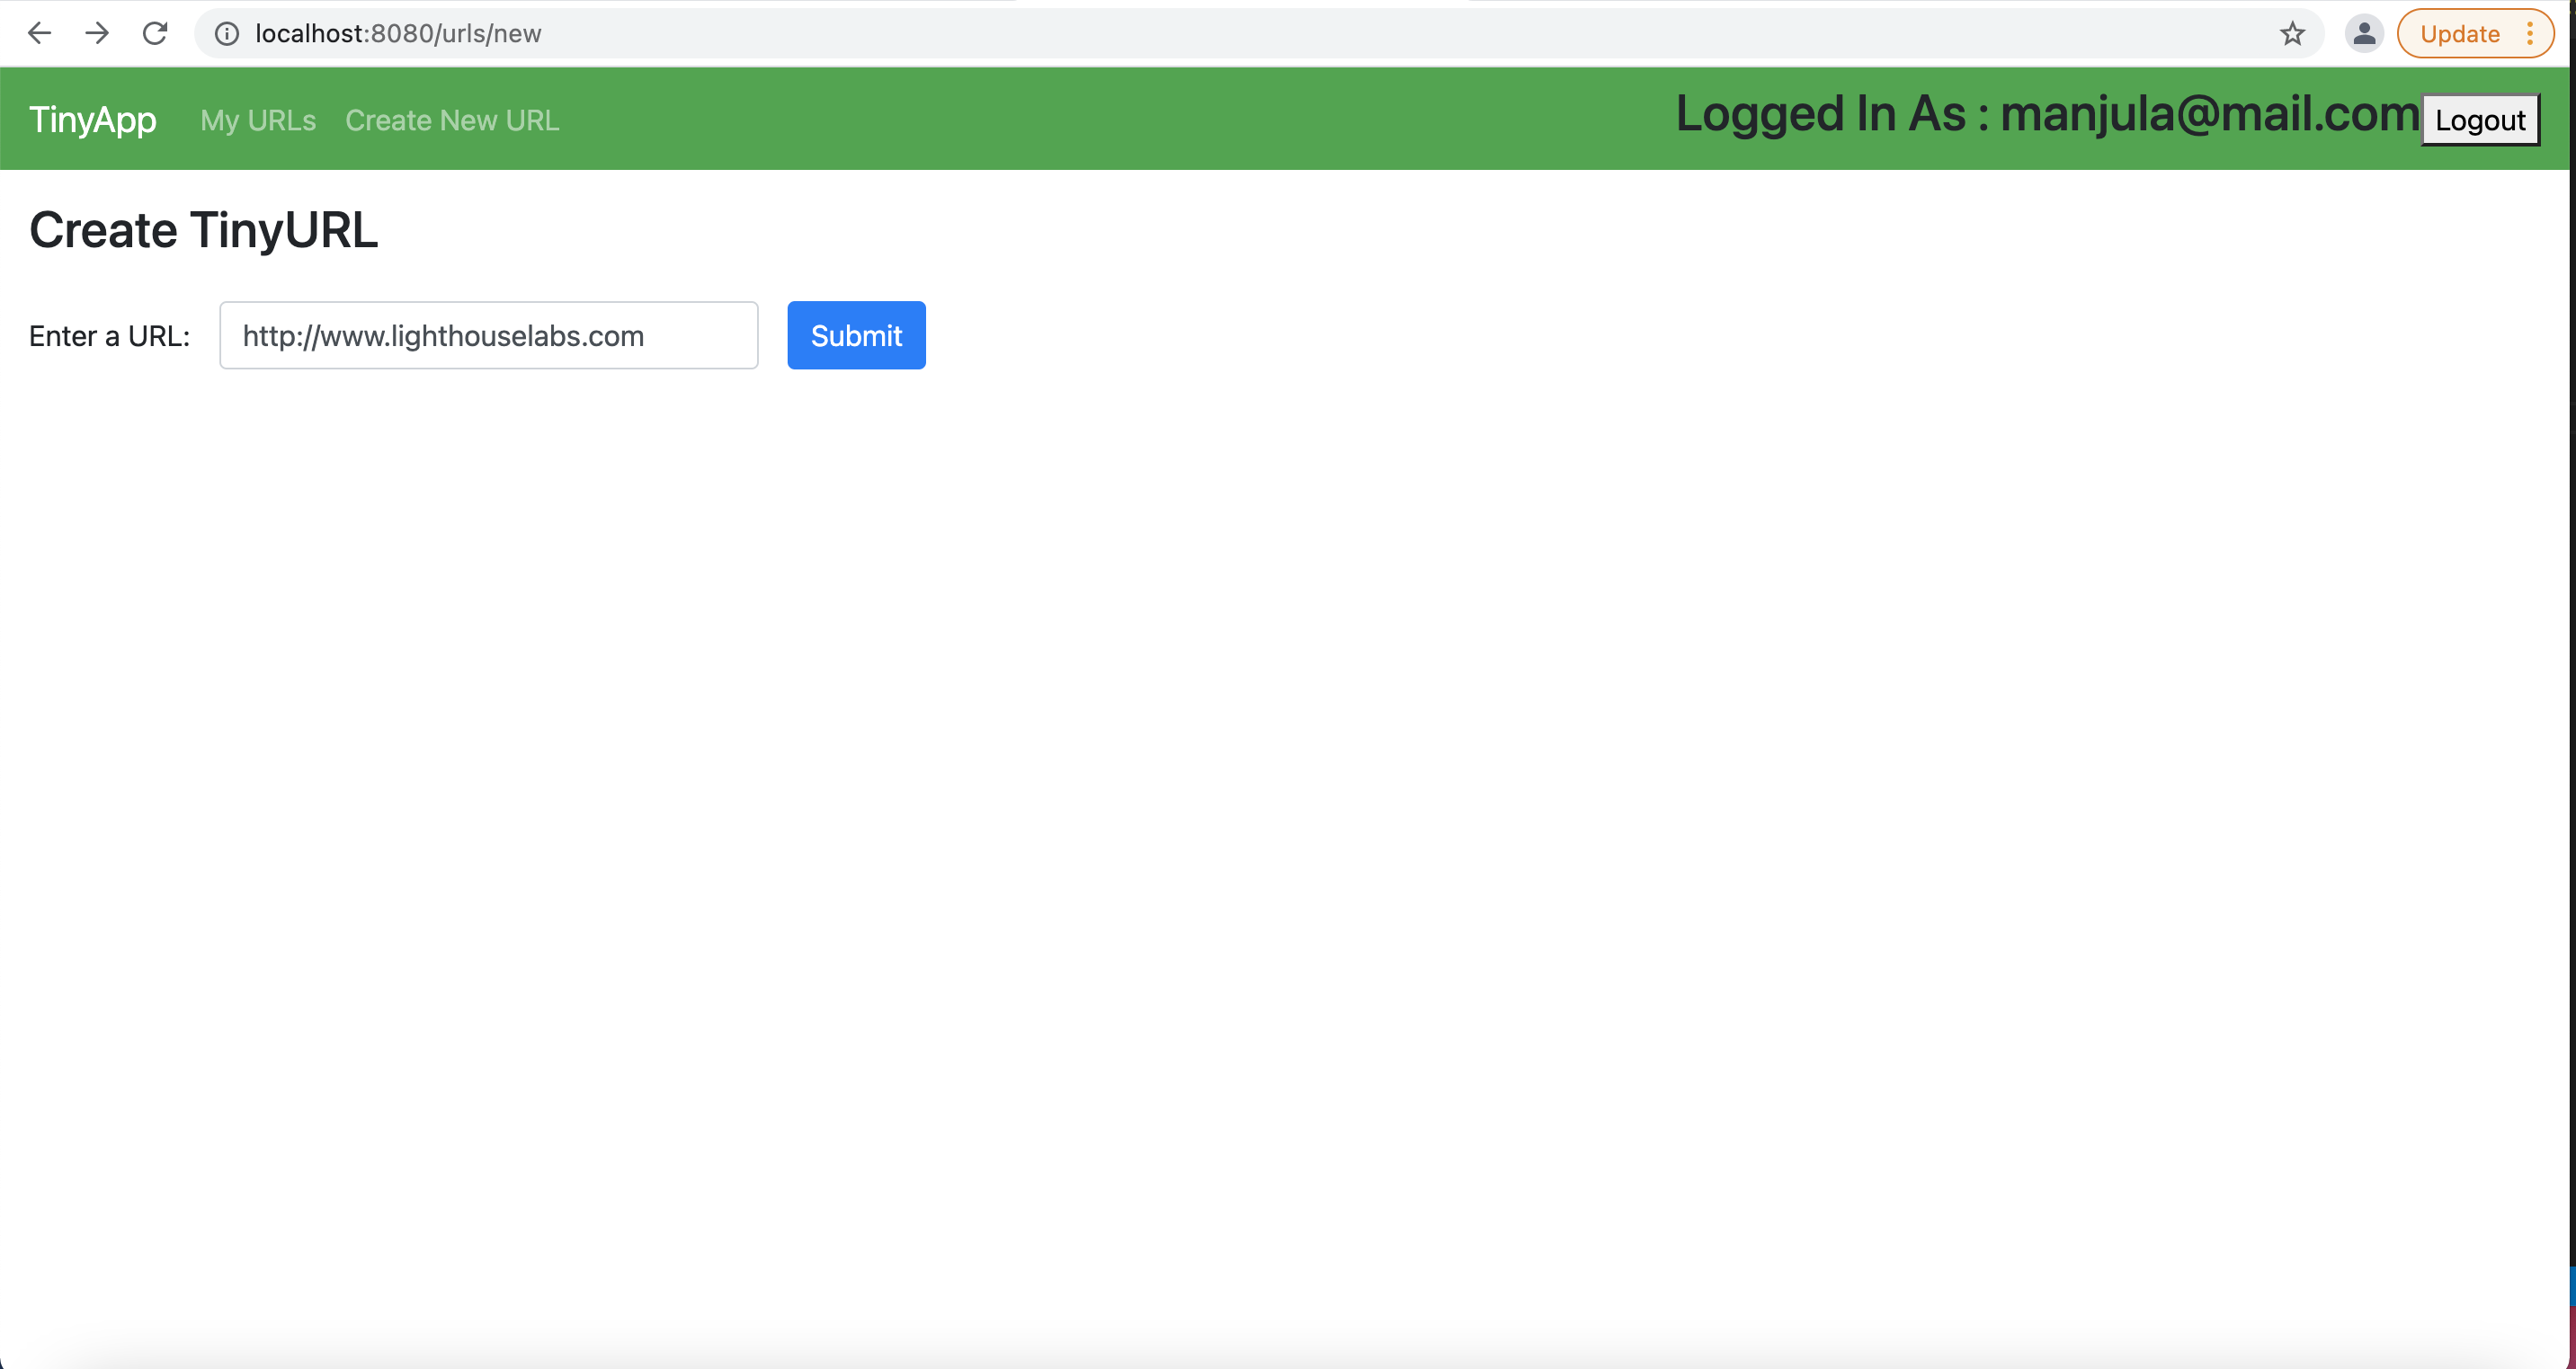 localhost:8080/urls/new
Update
TinyApp My URLs Create New URL Logged In As : manjula@mail.com Logout
Create TinyURL
Enter a URL: http://www.lighthouselabs.com Submit